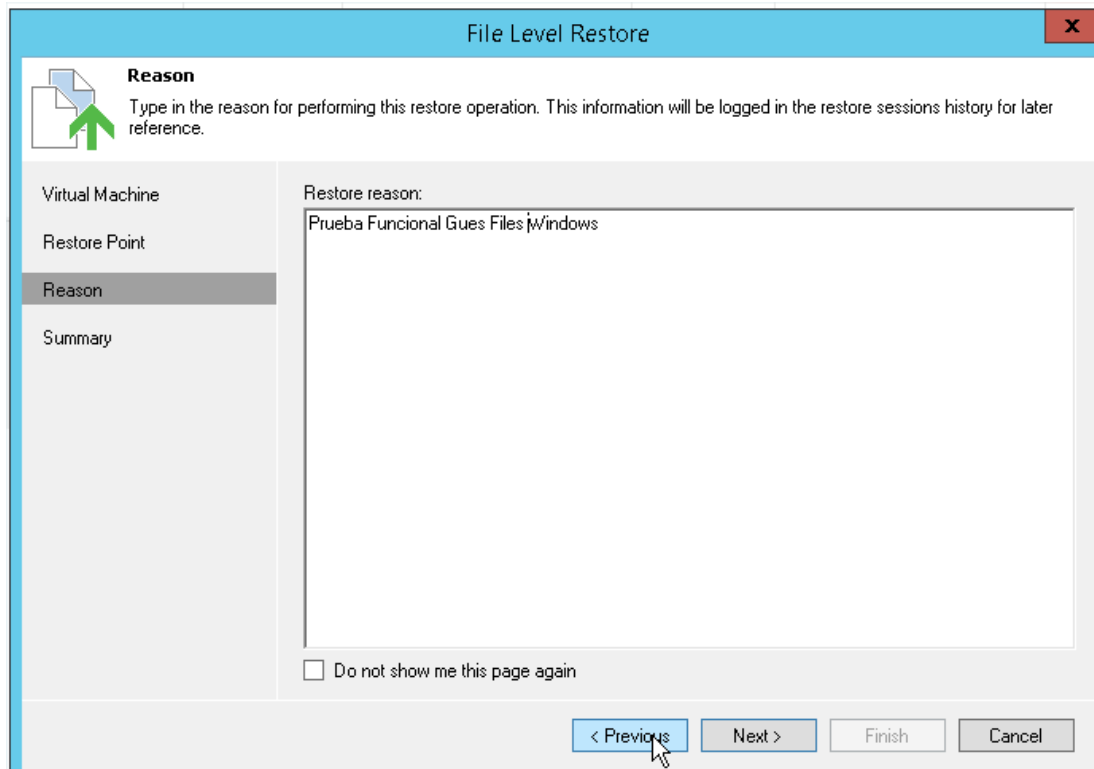 File Level Restore
x
Reason
Type in the reason for performing this restore operation. This information will be logged in the restore sessions history for later
reference.
Virtual Machine
Restore Point
Reason
Summary
Restore reason:
Prueba Funcional Gues Files Windows
Do not show me this page again
< Previous
Next >
Finish
Cancel